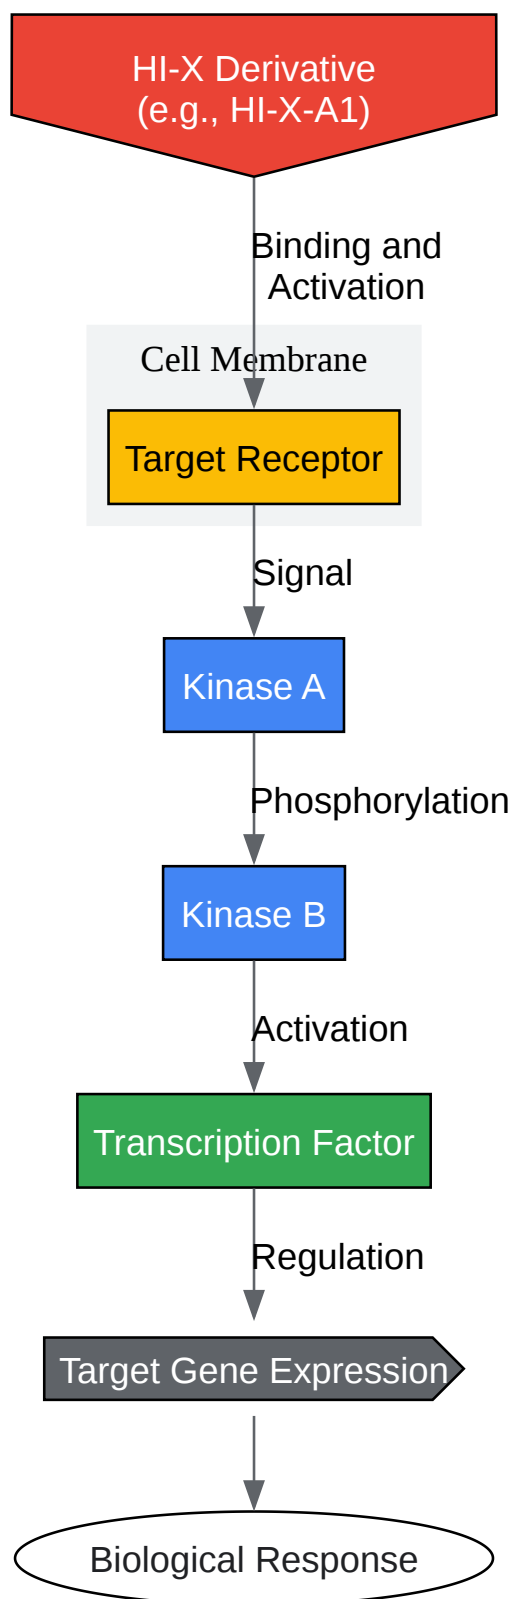 HI-X Derivative
(e.g., HI-X-A1)
Binding and
Activation
Cell Membrane
Target Receptor
Signal
Kinase A
Phosphorylation
Kinase B
Activation
Transcription Factor
Regulation
Target Gene Expression
Biological Response